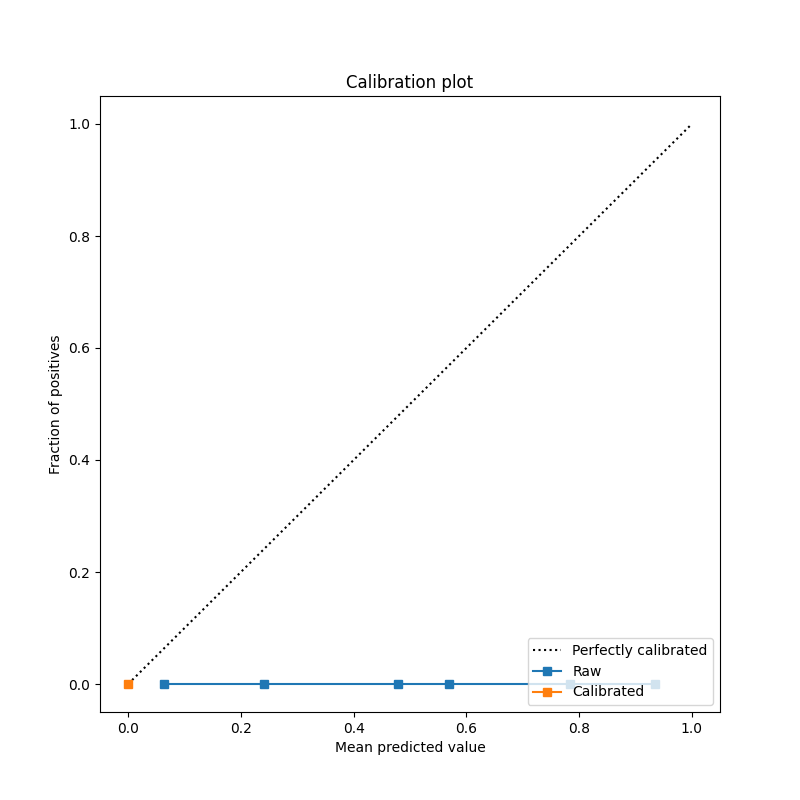 Calibration plot
1.0
0.8
0.6
0.4
0.2
0.0
Fraction of positives
Perfectly calibrated
Raw
Calibrated
0.0 0.2 0.4 0.6 0.8 1.0
Mean predicted value